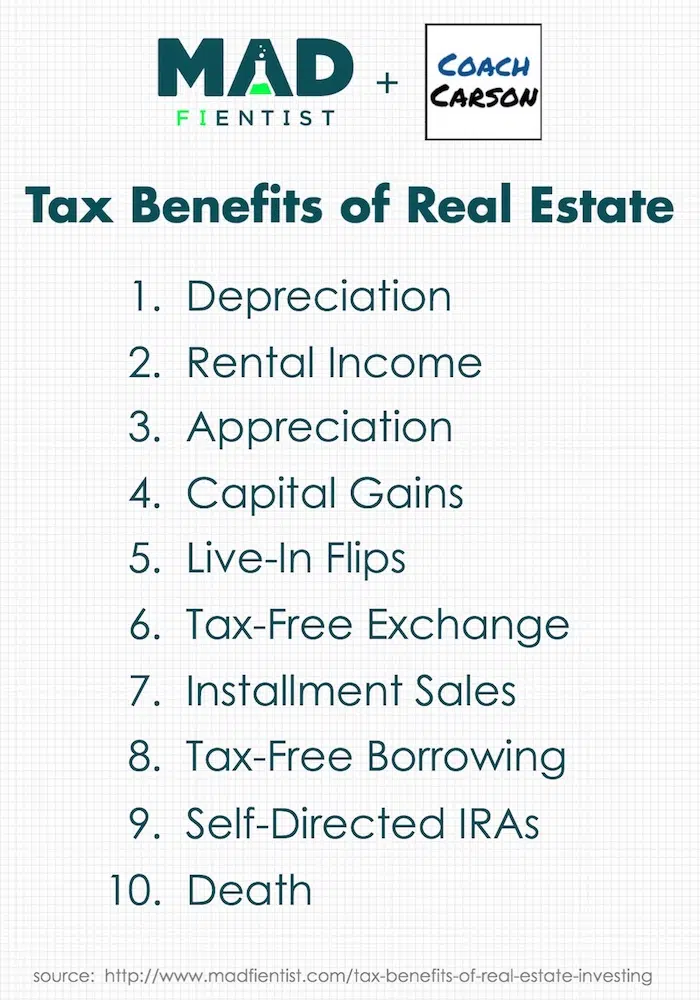 MAD
FIENTIST
+
COACH
CARSON
Tax Benefits of Real Estate
1. Depreciation
2. Rental Income
3. Appreciation
4. Capital Gains
5. Live-In Flips
6. Tax-Free Exchange
7. Installment Sales
8. Tax-Free Borrowing
9. Self-Directed IRAs
10. Death
source: http://www.madfientist.com/tax-benefits-of-real-estate-investing